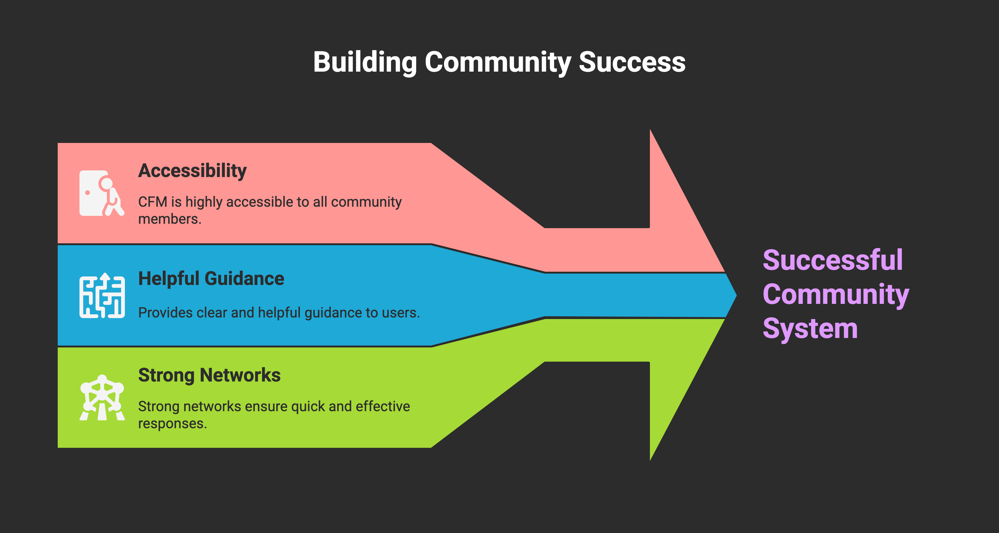 Building Community Success
Accessibility
CFM is highly accessible to all community
members.
Helpful Guidance
Provides clear and helpful guidance to users.
Strong Networks
Strong networks ensure quick and effective
responses.
Successful
Community
System